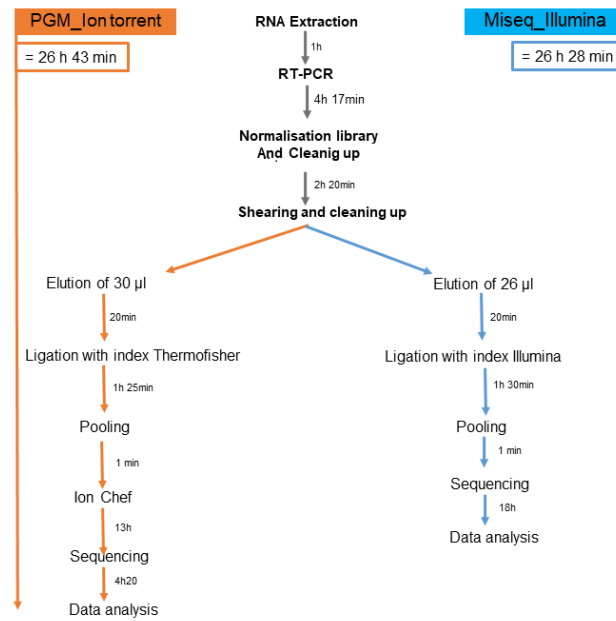 PGM_Ion torrent
= 26 h 43 min
Miseq_Illumina
= 26 h 28 min
RNA Extraction
1h
RT-PCR
4h 17min
Normalisation library
And Cleanig up
2h 20min
Shearing and cleaning up
Elution of 30 µl
20min
Ligation with index Thermofisher
1h 25min
Pooling
1 min
Ion Chef
13h
Sequencing
4h20
Data analysis
Elution of 26 µl
20min
Ligation with index Illumina
1h 30min
Pooling
1 min
Sequencing
18h
Data analysis